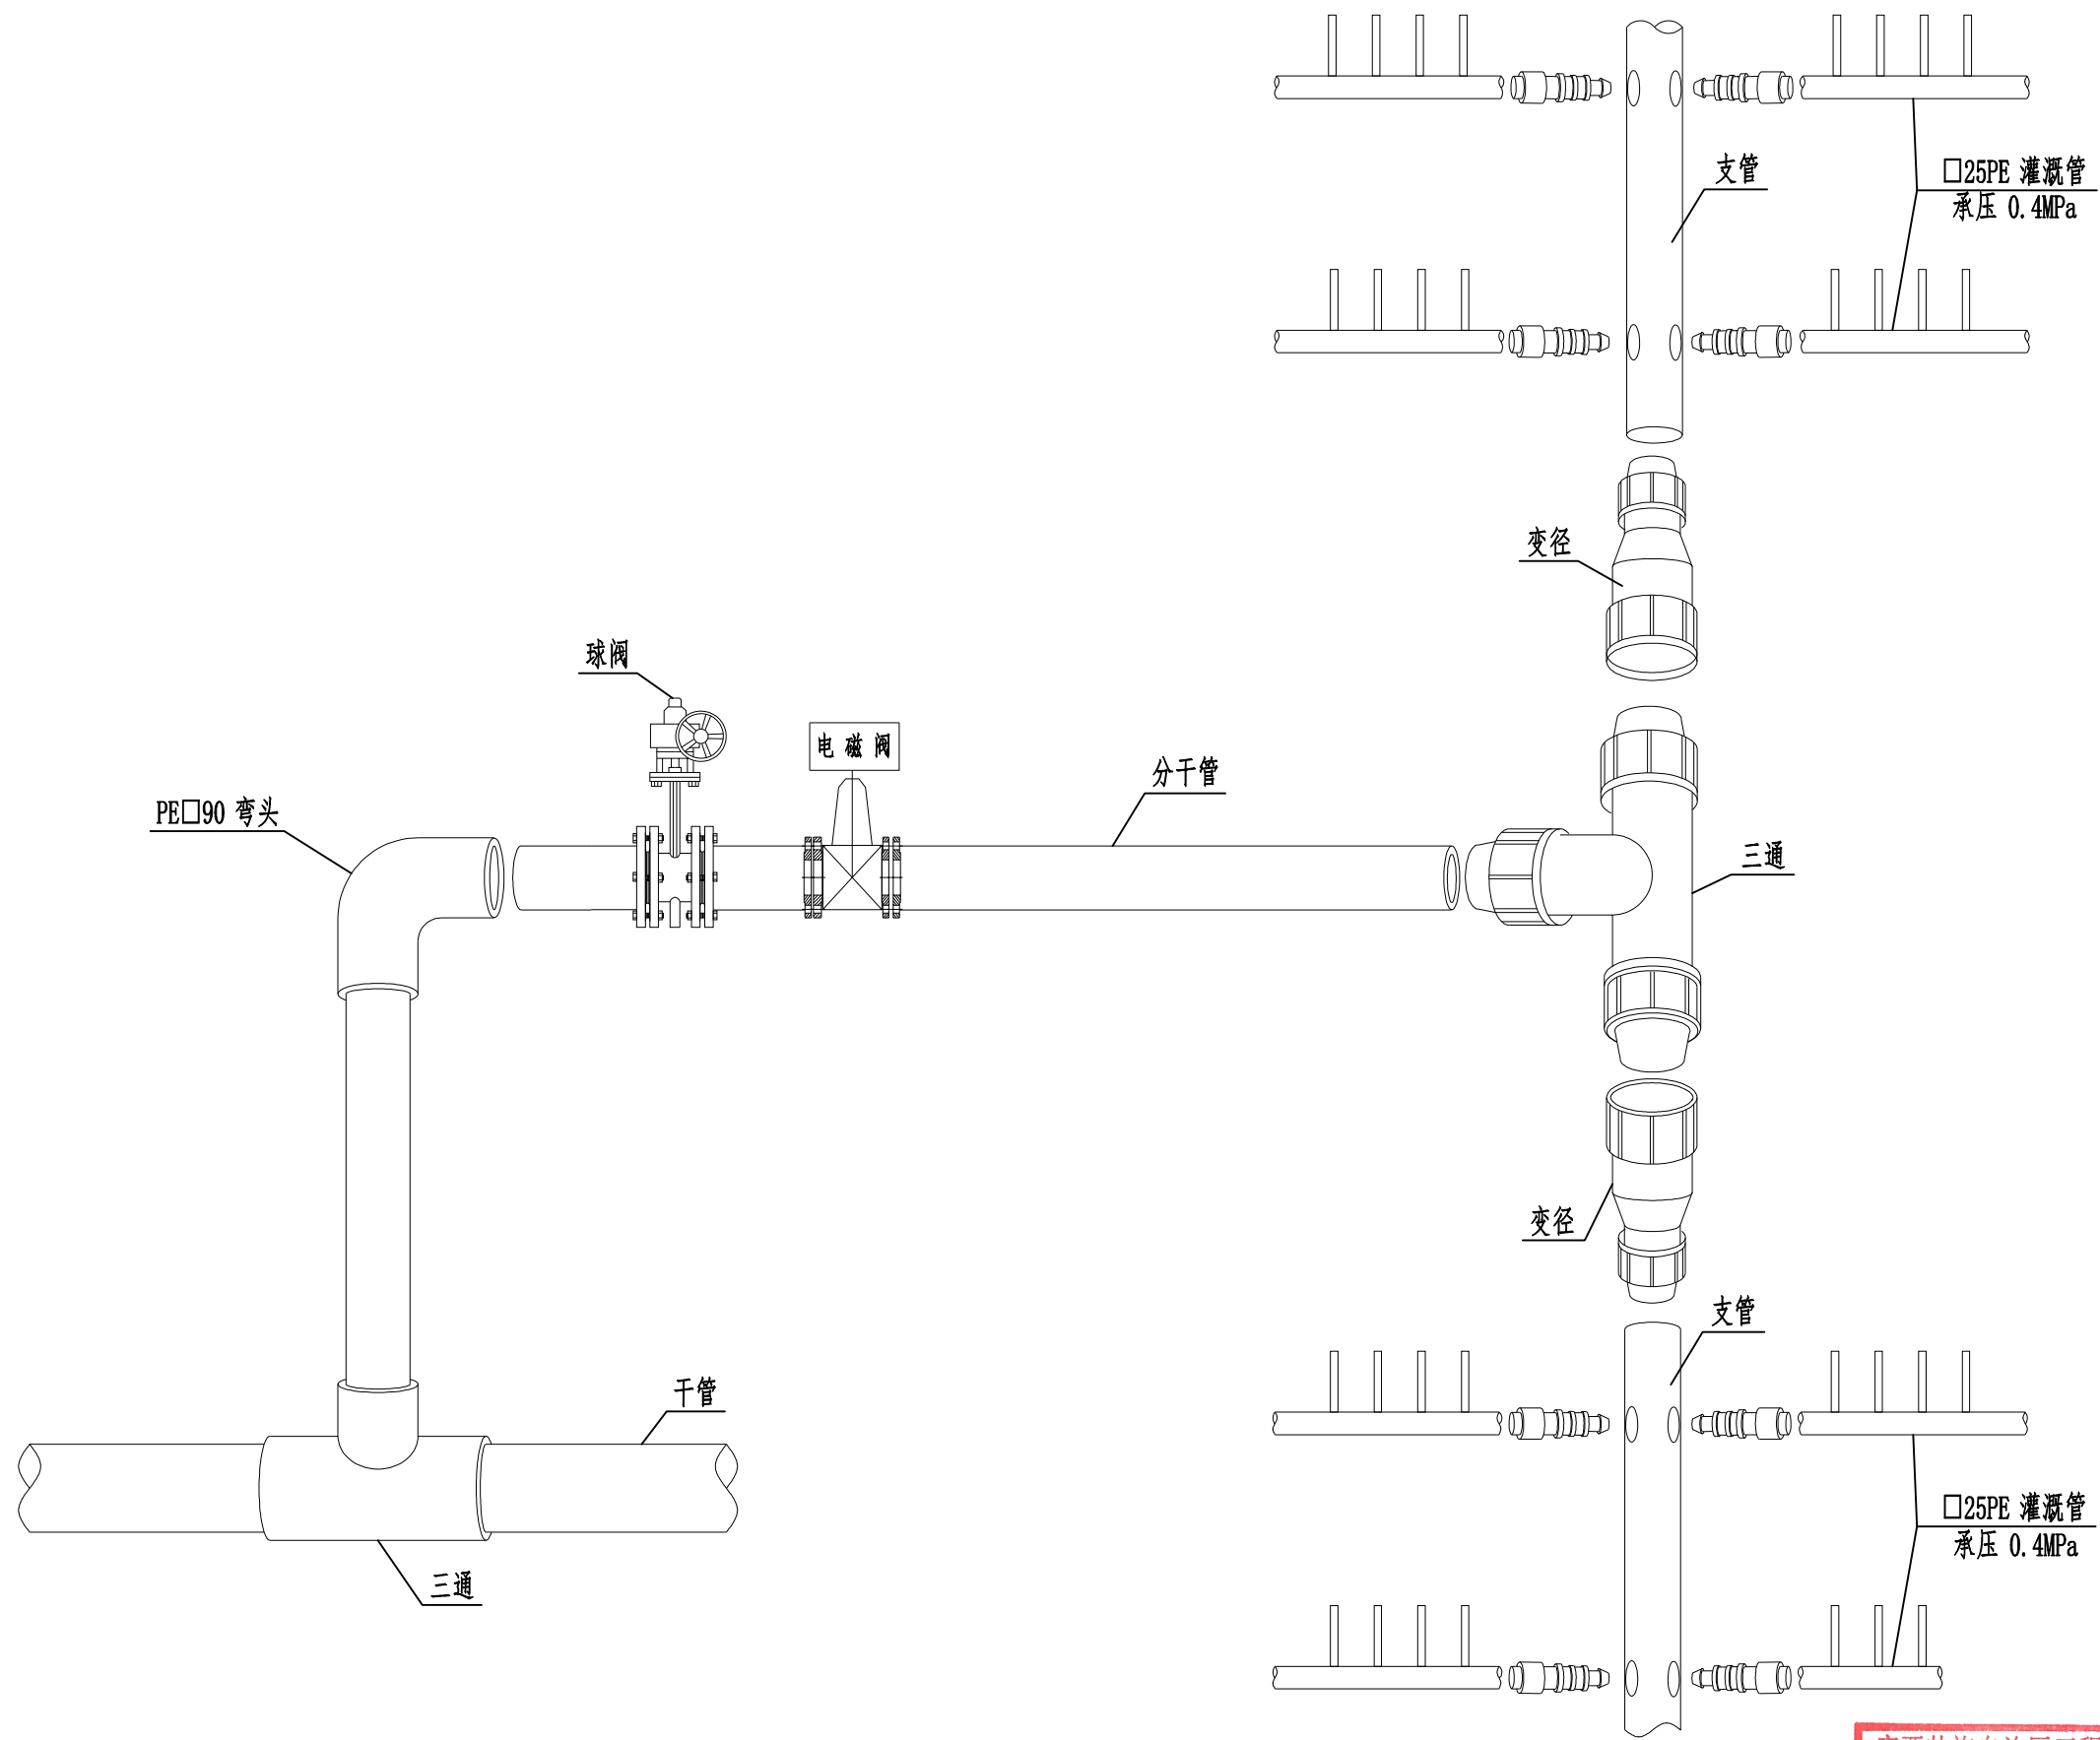 支管
□25PE 灌溉管
承压 0.4MPa
变径
球阀
电 磁 阀
分干管
PE□90 弯头
三通
变径
支管
干管
□25PE 灌溉管
承压 0.4MPa
三通